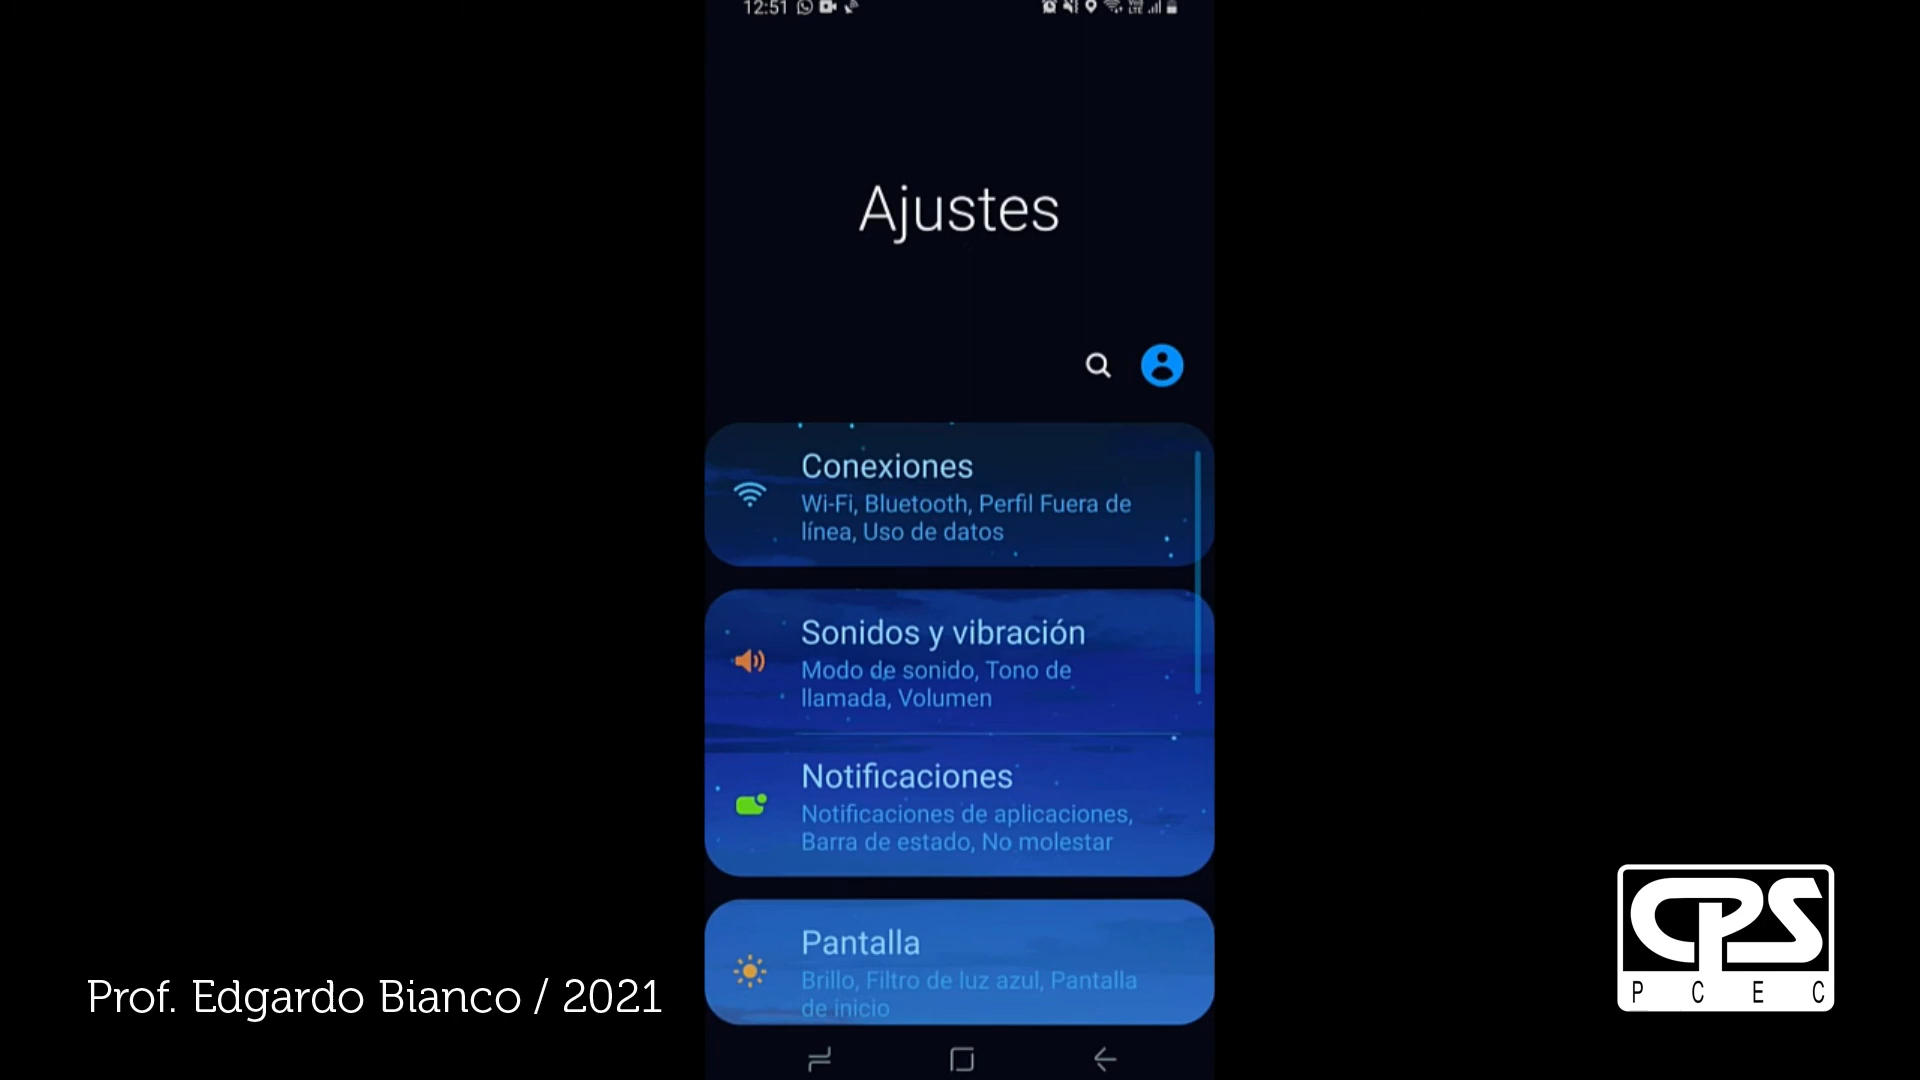 12:51
Ajustes
Conexiones
Wi-Fi, Bluetooth, Perfil Fuera de
línea, Uso de datos
Sonidos y vibración
Modo de sonido, Tono de
llamada, Volumen
Notificaciones
Notificaciones de aplicaciones,
Barra de estado, No molestar
Pantalla
Brillo, Filtro de luz azul, Pantalla
de inicio
Prof. Edgardo Bianco / 2021
CPS
P C E C